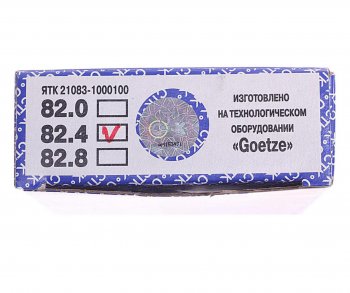 ЯТК 21083-1000100
82.0
82.4
82.8
ИЗГОТОВЛЕНО
НА ТЕХНОЛОГИЧЕСКОМ
ОБОРУДОВАНИИ
«Goetze»